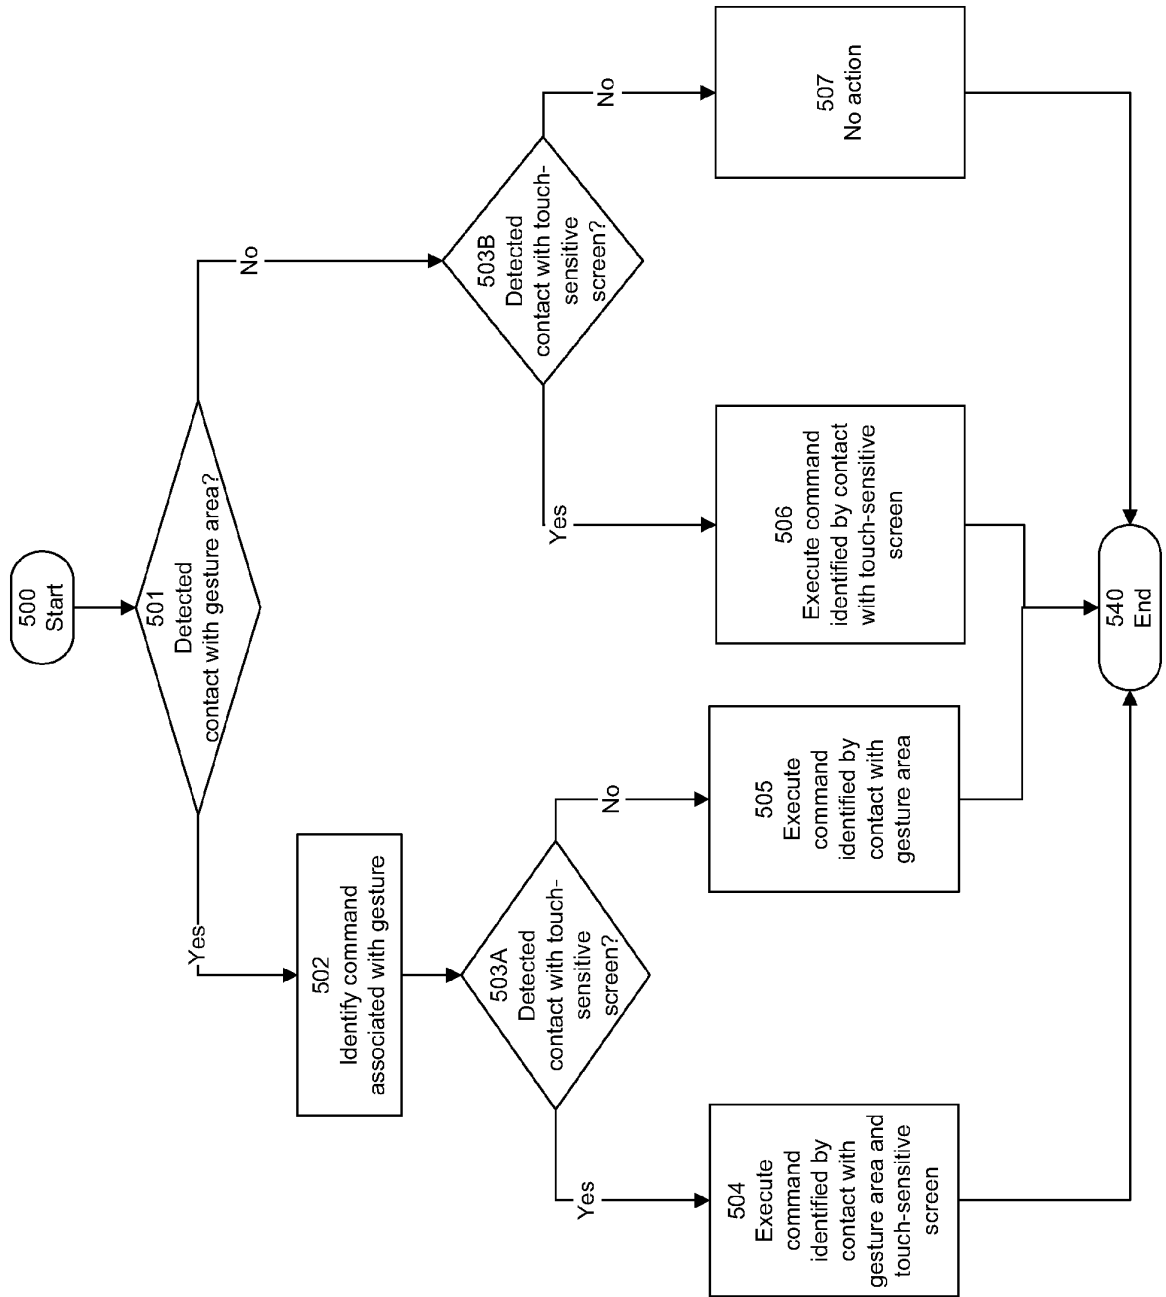 500
Start
501
Detected
contact with gesture area?
Yes
No
502
Identify command
associated with gesture
503A
Detected
contact with touch-
sensitive
screen?
Yes
No
503B
Detected
contact with touch-
sensitive
screen?
Yes
No
504
Execute
command
identified by
contact with
gesture area and
touch-sensitive
screen
505
Execute
command
identified by
contact with
gesture area
506
Execute command
identified by contact
with touch-sensitive
screen
507
No action
540
End